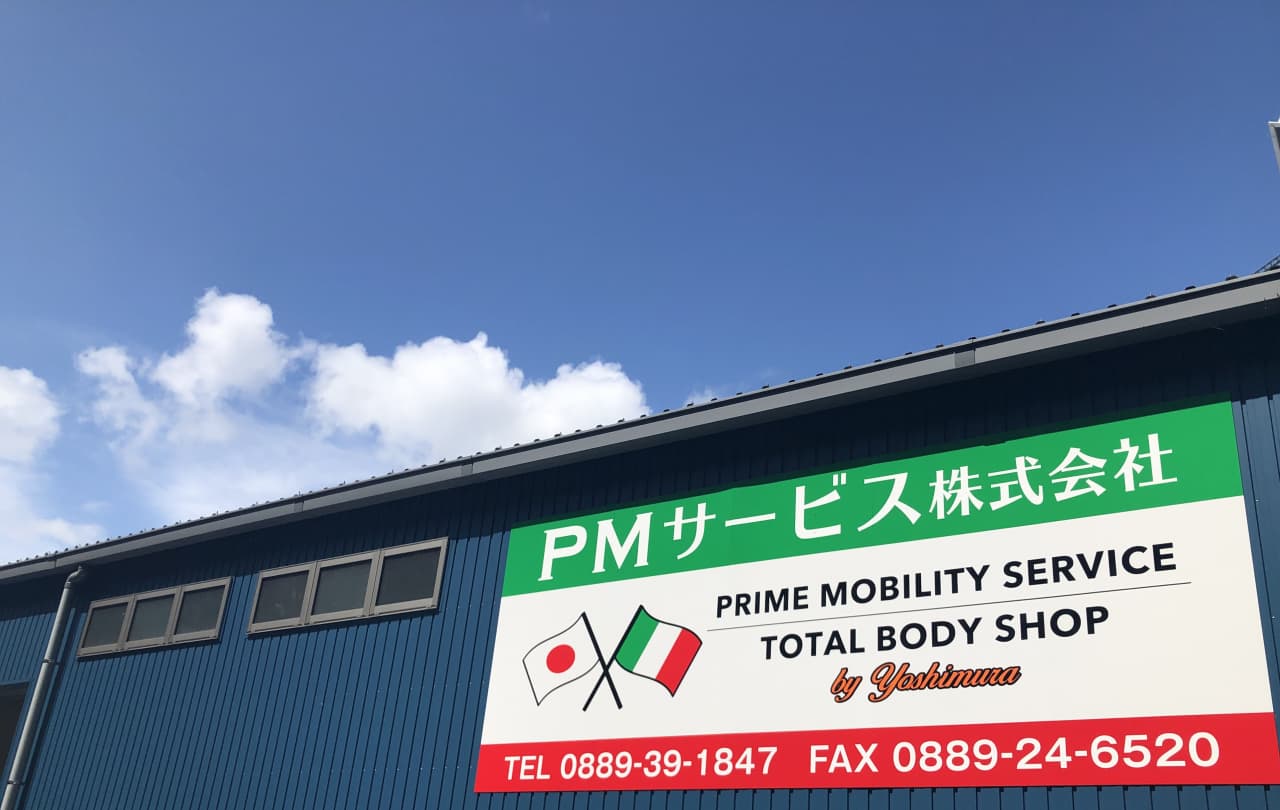 PMサービス株式会社
PRIME MOBILITY SERVICE
TOTAL BODY SHOP
by Yoshimura
TEL 0889-39-1847 FAX 0889-24-6520